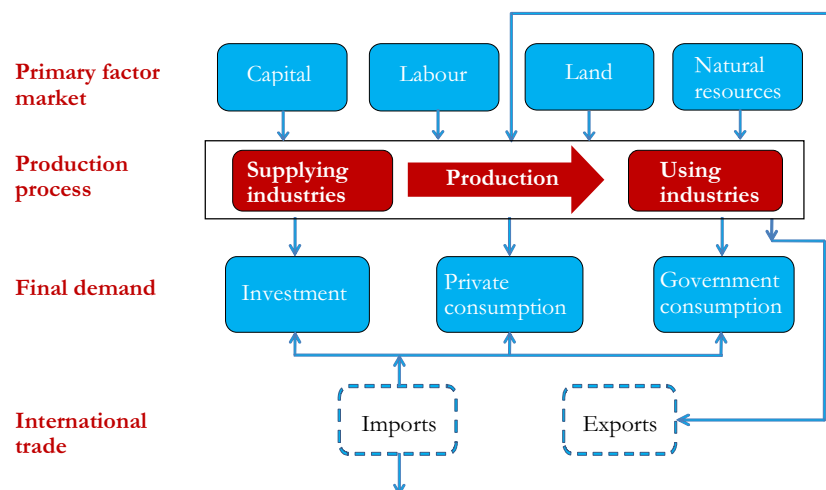 Primary factor
market
Capital
Labour
Land
Natural
resources
Production
process
Supplying
industries
Production
Using
industries
Final demand
Investment
Private
consumption
Government
consumption
International
trade
Imports
Exports